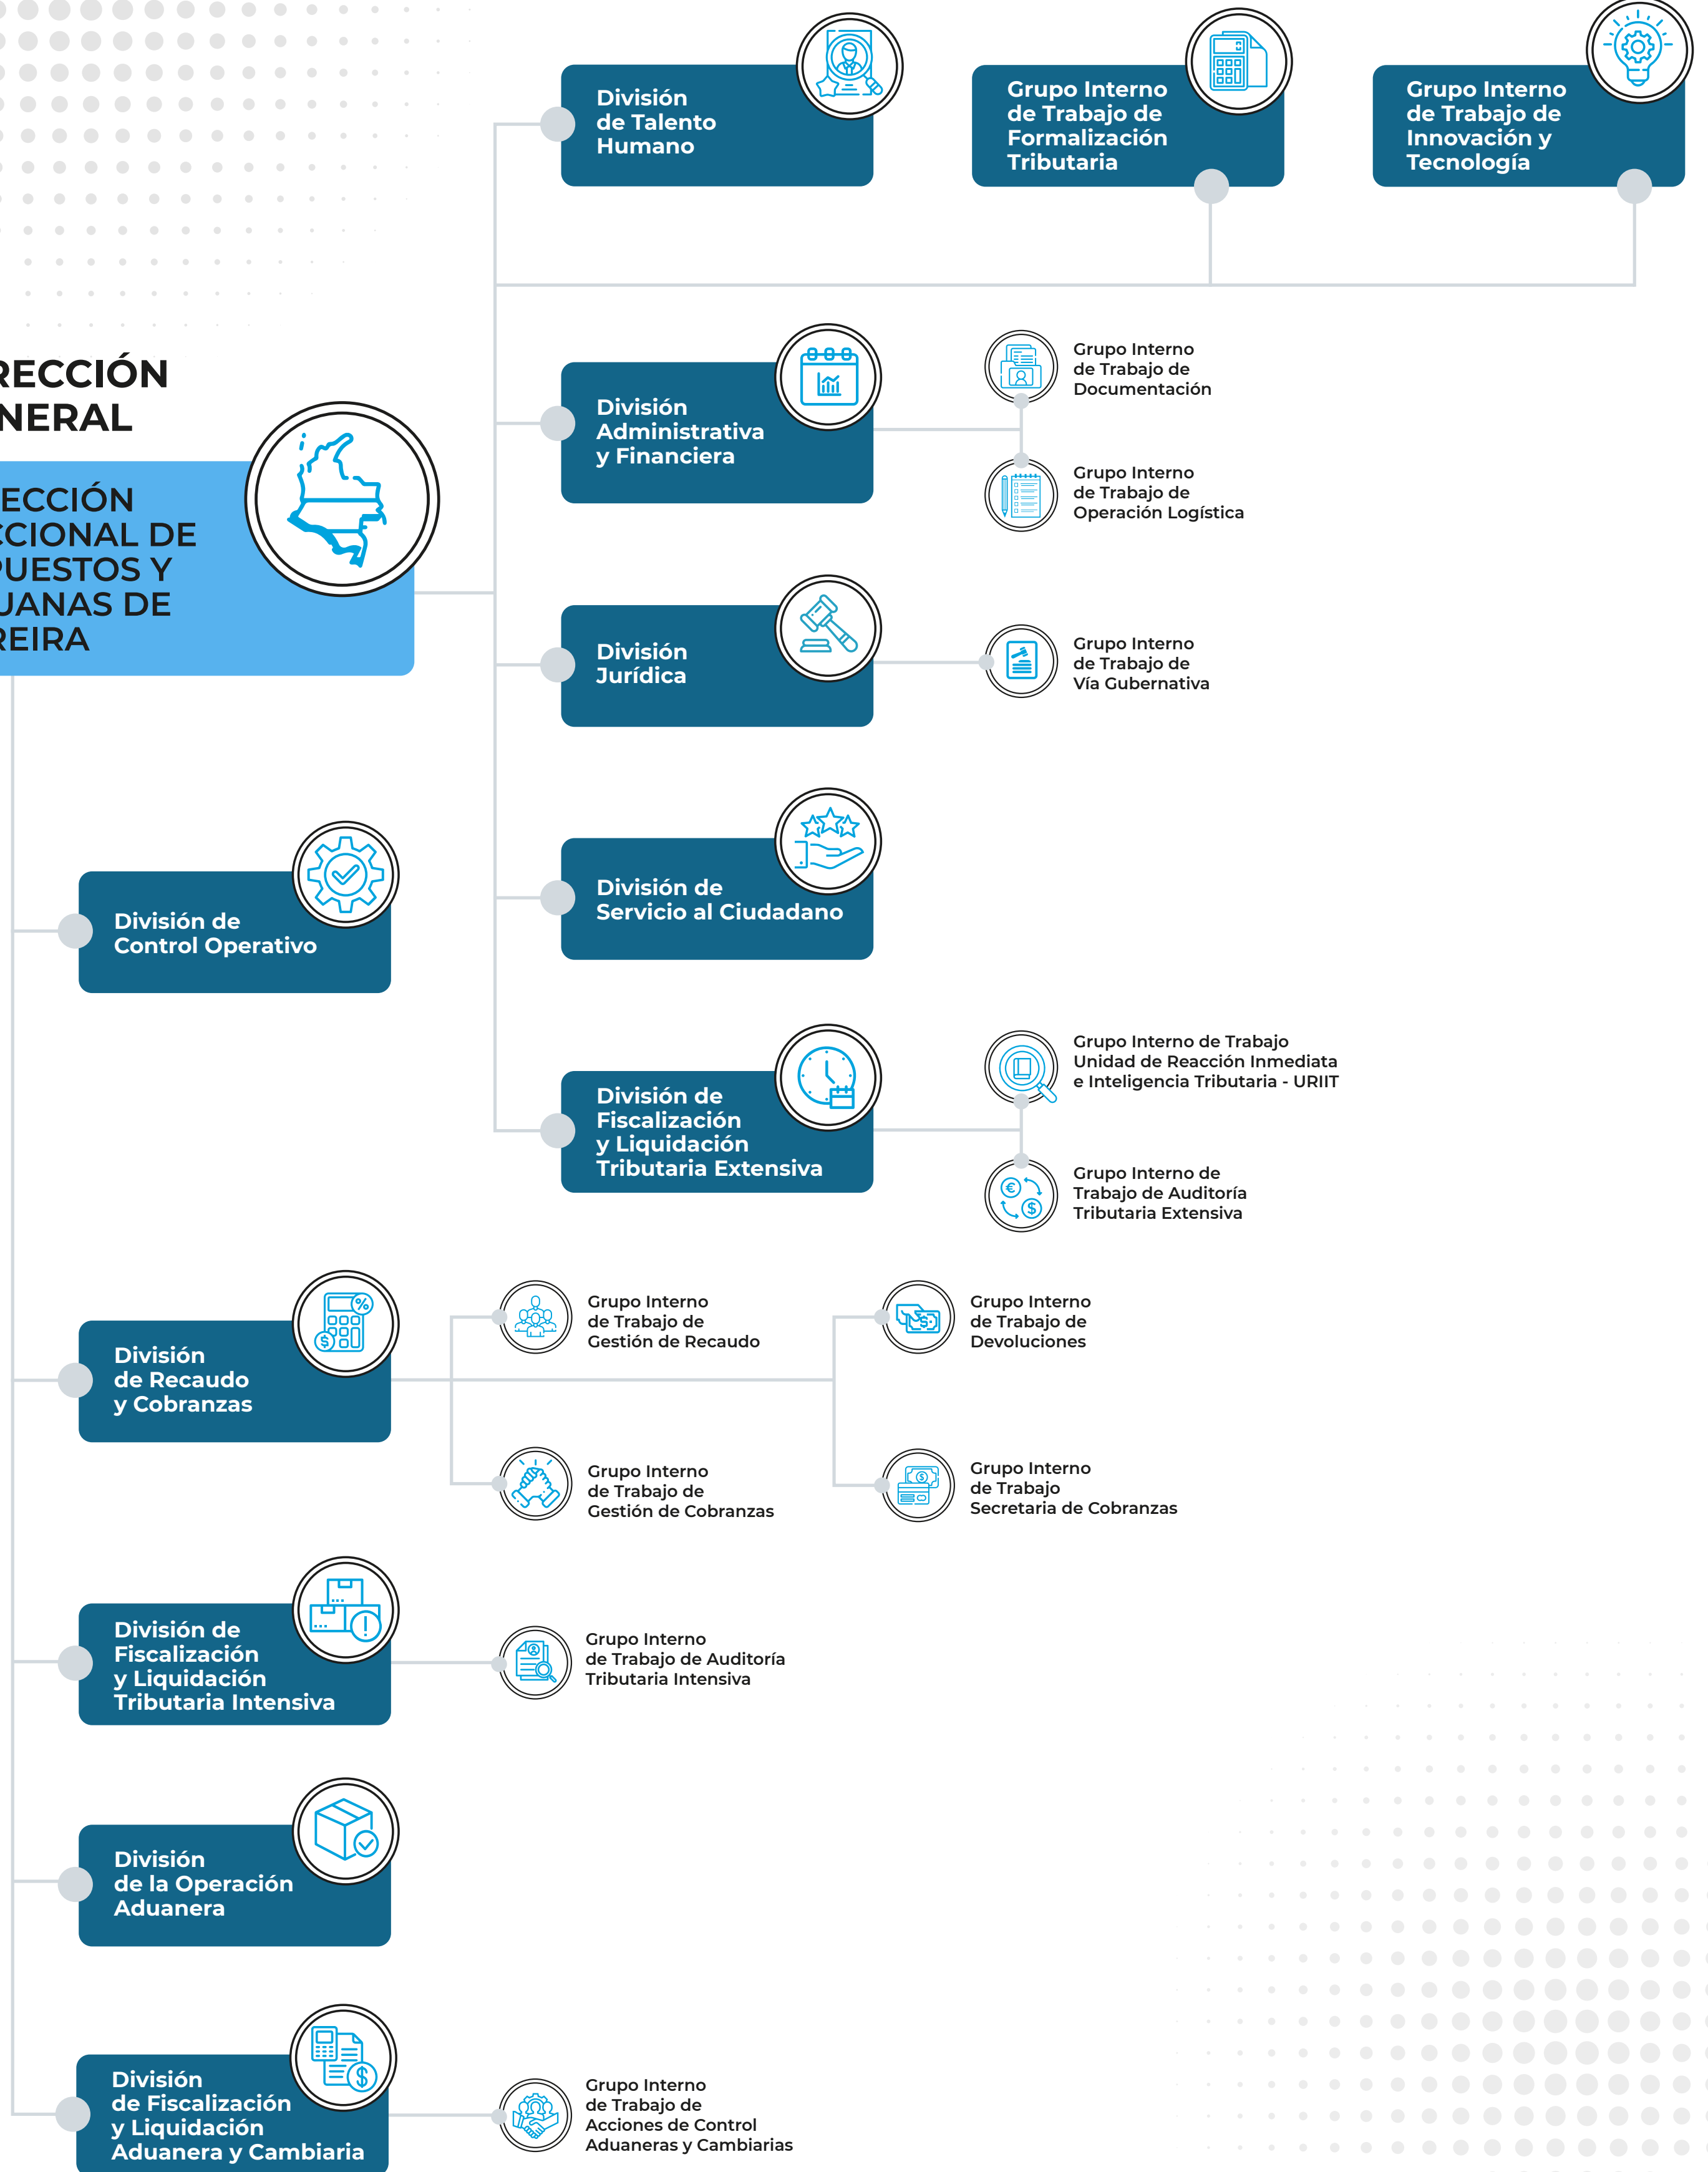 División
de Talento
Humano
Grupo Interno
de Trabajo de
Formalización
Tributaria
Grupo Interno
de Trabajo de
Innovación y
Tecnología
RECCIÓN
NERAL
ECCIÓN
CCIONAL DE
PUESTOS Y
UANAS DE
REIRA
División
Administrativa
y Financiera
Grupo Interno
de Trabajo de
Documentación
Grupo Interno
de Trabajo de
Operación Logística
División
Jurídica
Grupo Interno
de Trabajo de
Vía Gubernativa
División de
Servicio al Ciudadano
División de
Control Operativo
División de
Fiscalización
y Liquidación
Tributaria Extensiva
Grupo Interno de Trabajo
Unidad de Reacción Inmediata
e Inteligencia Tributaria - URIIT
Grupo Interno de
Trabajo de Auditoría
Tributaria Extensiva
División
de Recaudo
y Cobranzas
Grupo Interno
de Trabajo de
Gestión de Recaudo
Grupo Interno
de Trabajo de
Devoluciones
Grupo Interno
de Trabajo de
Gestión de Cobranzas
Grupo Interno
de Trabajo
Secretaria de Cobranzas
División de
Fiscalización
y Liquidación
Tributaria Intensiva
Grupo Interno
de Trabajo de Auditoría
Tributaria Intensiva
División
de la Operación
Aduanera
División
de Fiscalización
y Liquidación
Aduanera y Cambiaria
Grupo Interno
de Trabajo de
Acciones de Control
Aduaneras y Cambiarias